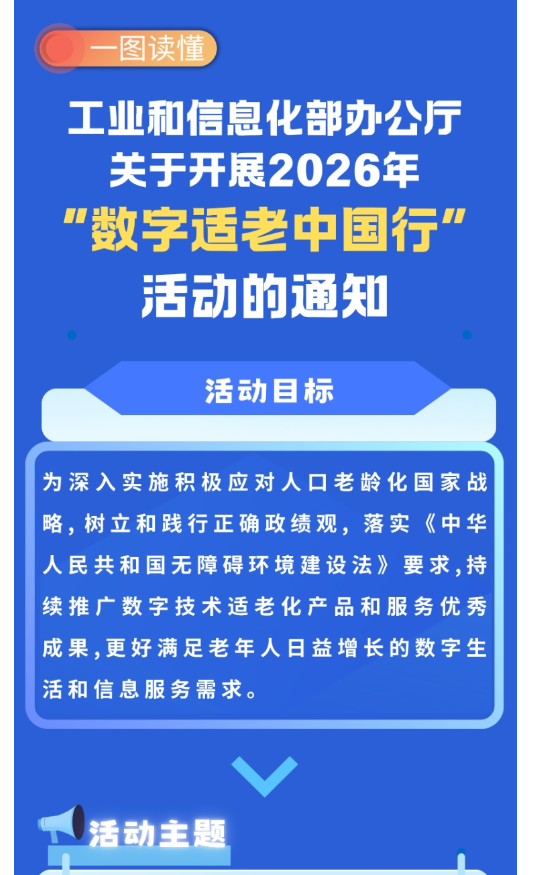 一图读懂
工业和信息化部办公厅
关于开展2026年
"数字适老中国行"
活动的通知
活动目标
为深入实施积极应对人口老龄化国家战
略,树立和践行正确政绩观,落实《中华
人民共和国无障碍环境建设法》要求,持
续推广数字技术适老化产品和服务优秀
成果,更好满足老年人日益增长的数字生
活和信息服务需求。
活动主题